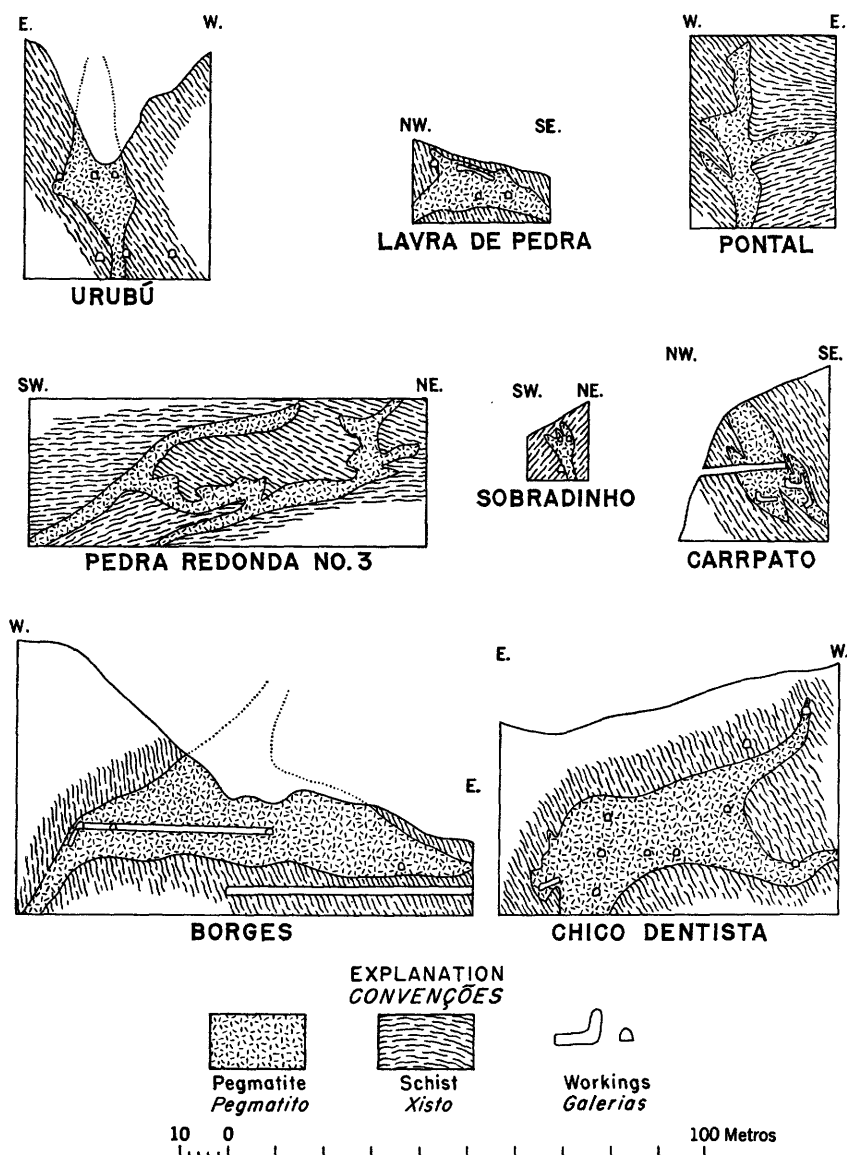 E. W.
URUBÚ
NW. SE.
LAVRA DE PEDRA
W. E.
PONTAL
SW. NE.
PEDRA REDONDA NO. 3
SW. NE.
SOBRADINHO
NW. SE.
CARRPATO
W. E.
BORGES
E. W.
CHICO DENTISTA
EXPLANATION
CONVENÇÕES
Pegmatite
Pegmatito
Schist
Xisto
Workings
Galerias
10 0 100 Metros